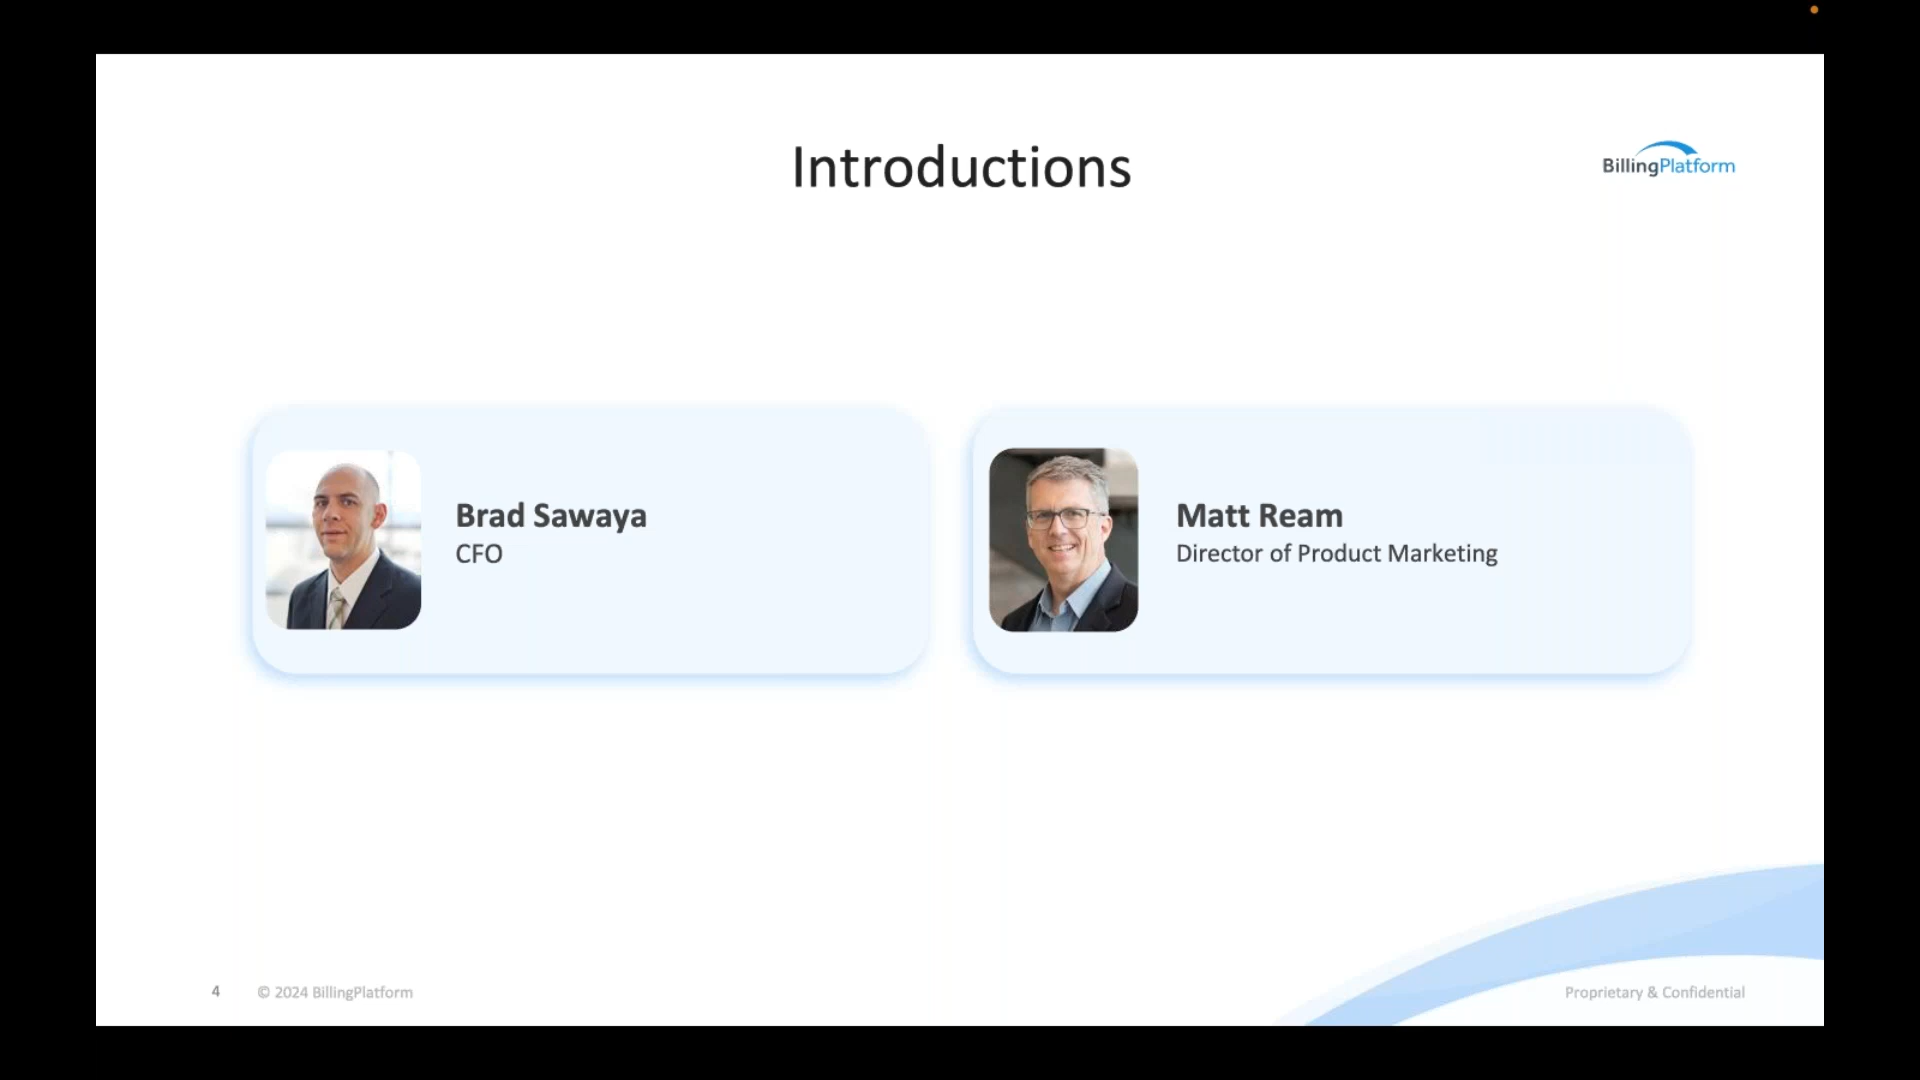 Introductions
BillingPlatform
Brad Sawaya
CFO
Matt Ream
Director of Product Marketing
4
© 2024 BillingPlatform
Proprietary & Confidential